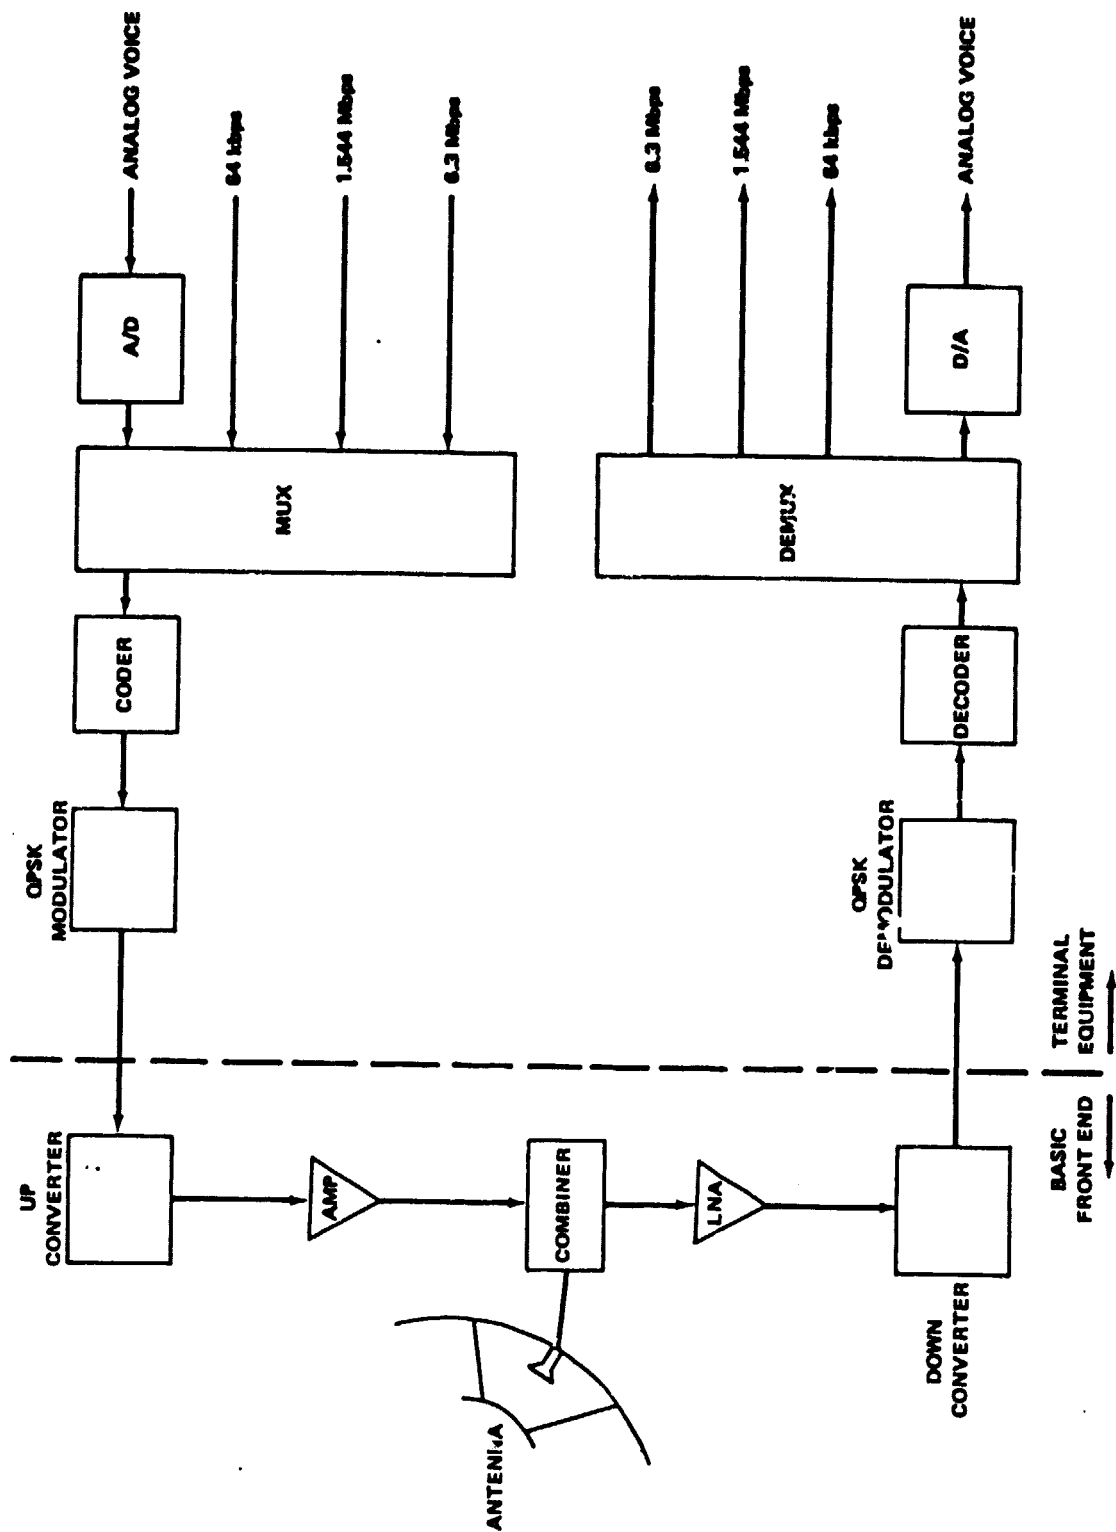 ANTENNA
UP
CONVERTER
AMP
COMBINER
LNA
DOWN
CONVERTER
BASIC
FRONT END
TERMINAL
EQUIPMENT
QPSK
MODULATOR
CODER
MUX
A/D
ANALOG VOICE
64 kbps
1.544 Mbps
6.3 Mbps
QPSK
DEMODULATOR
DECODER
DEMUX
D/A
6.3 Mbps
1.544 Mbps
64 kbps
ANALOG VOICE